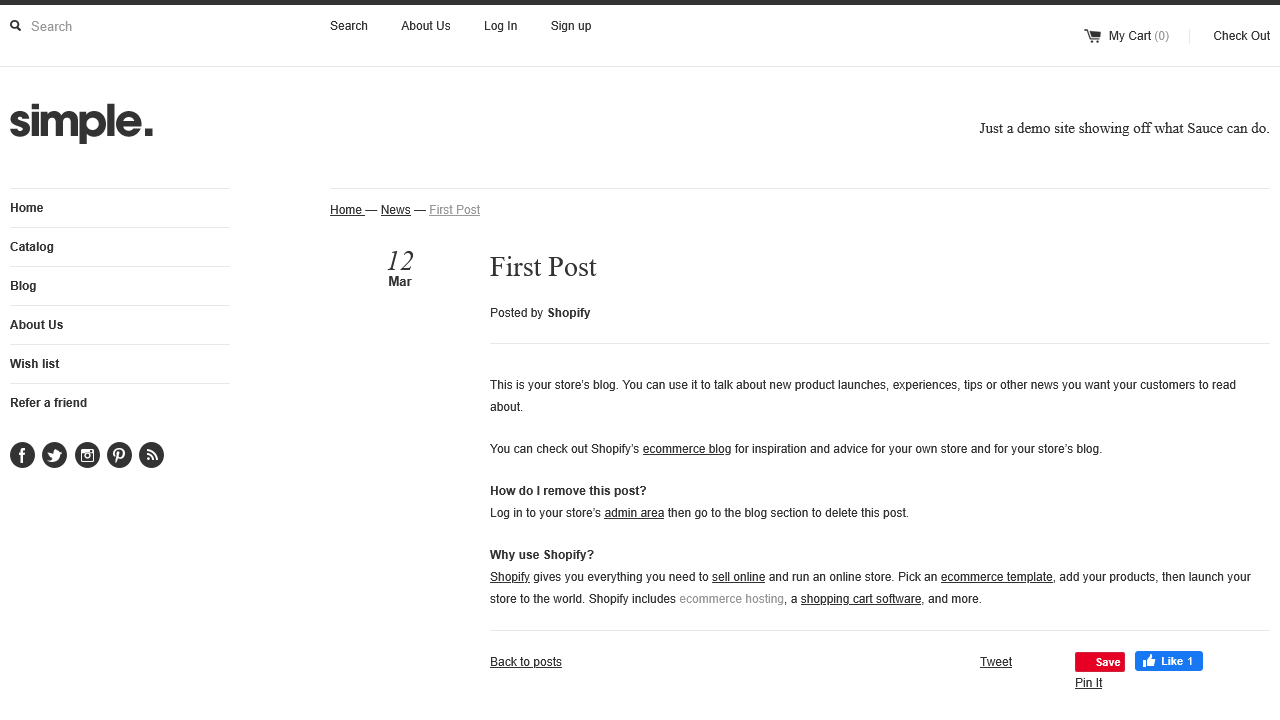 Search
Search About Us Log In Sign up
My Cart (0) Check Out
simple.
Just a demo site showing off what Sauce can do.
Home
Catalog
Blog
About Us
Wish list
Refer a friend
Home — News — First Post
12
Mar
First Post
Posted by Shopify
This is your store’s blog. You can use it to talk about new product launches, experiences, tips or other news you want your customers to read
about.
You can check out Shopify’s ecommerce blog for inspiration and advice for your own store and for your store’s blog.
How do I remove this post?
Log in to your store’s admin area then go to the blog section to delete this post.
Why use Shopify?
Shopify gives you everything you need to sell online and run an online store. Pick an ecommerce template, add your products, then launch your
store to the world. Shopify includes ecommerce hosting, a shopping cart software, and more.
Back to posts
Tweet
Save
Pin It
Like 1